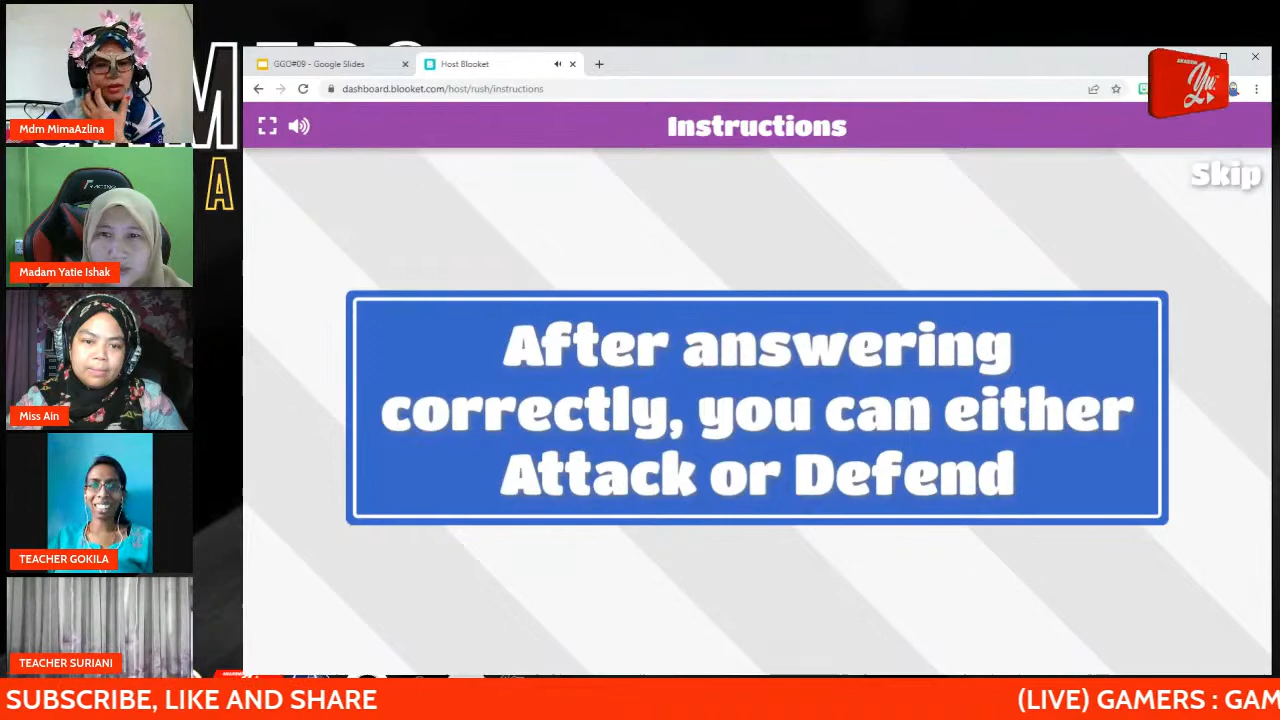 Mdm MimaAzlina
Madam Yatie Ishak
Miss Ain
TEACHER GOKILA
TEACHER SURIANI
A
GGO#09 - Google Slides
Host Blooket
dashboard.blooket.com/host/rush/instructions
Yu
Instructions
Skip
After answering
correctly, you can either
Attack or Defend
SUBSCRIBE, LIKE AND SHARE
(LIVE) GAMERS : GAM